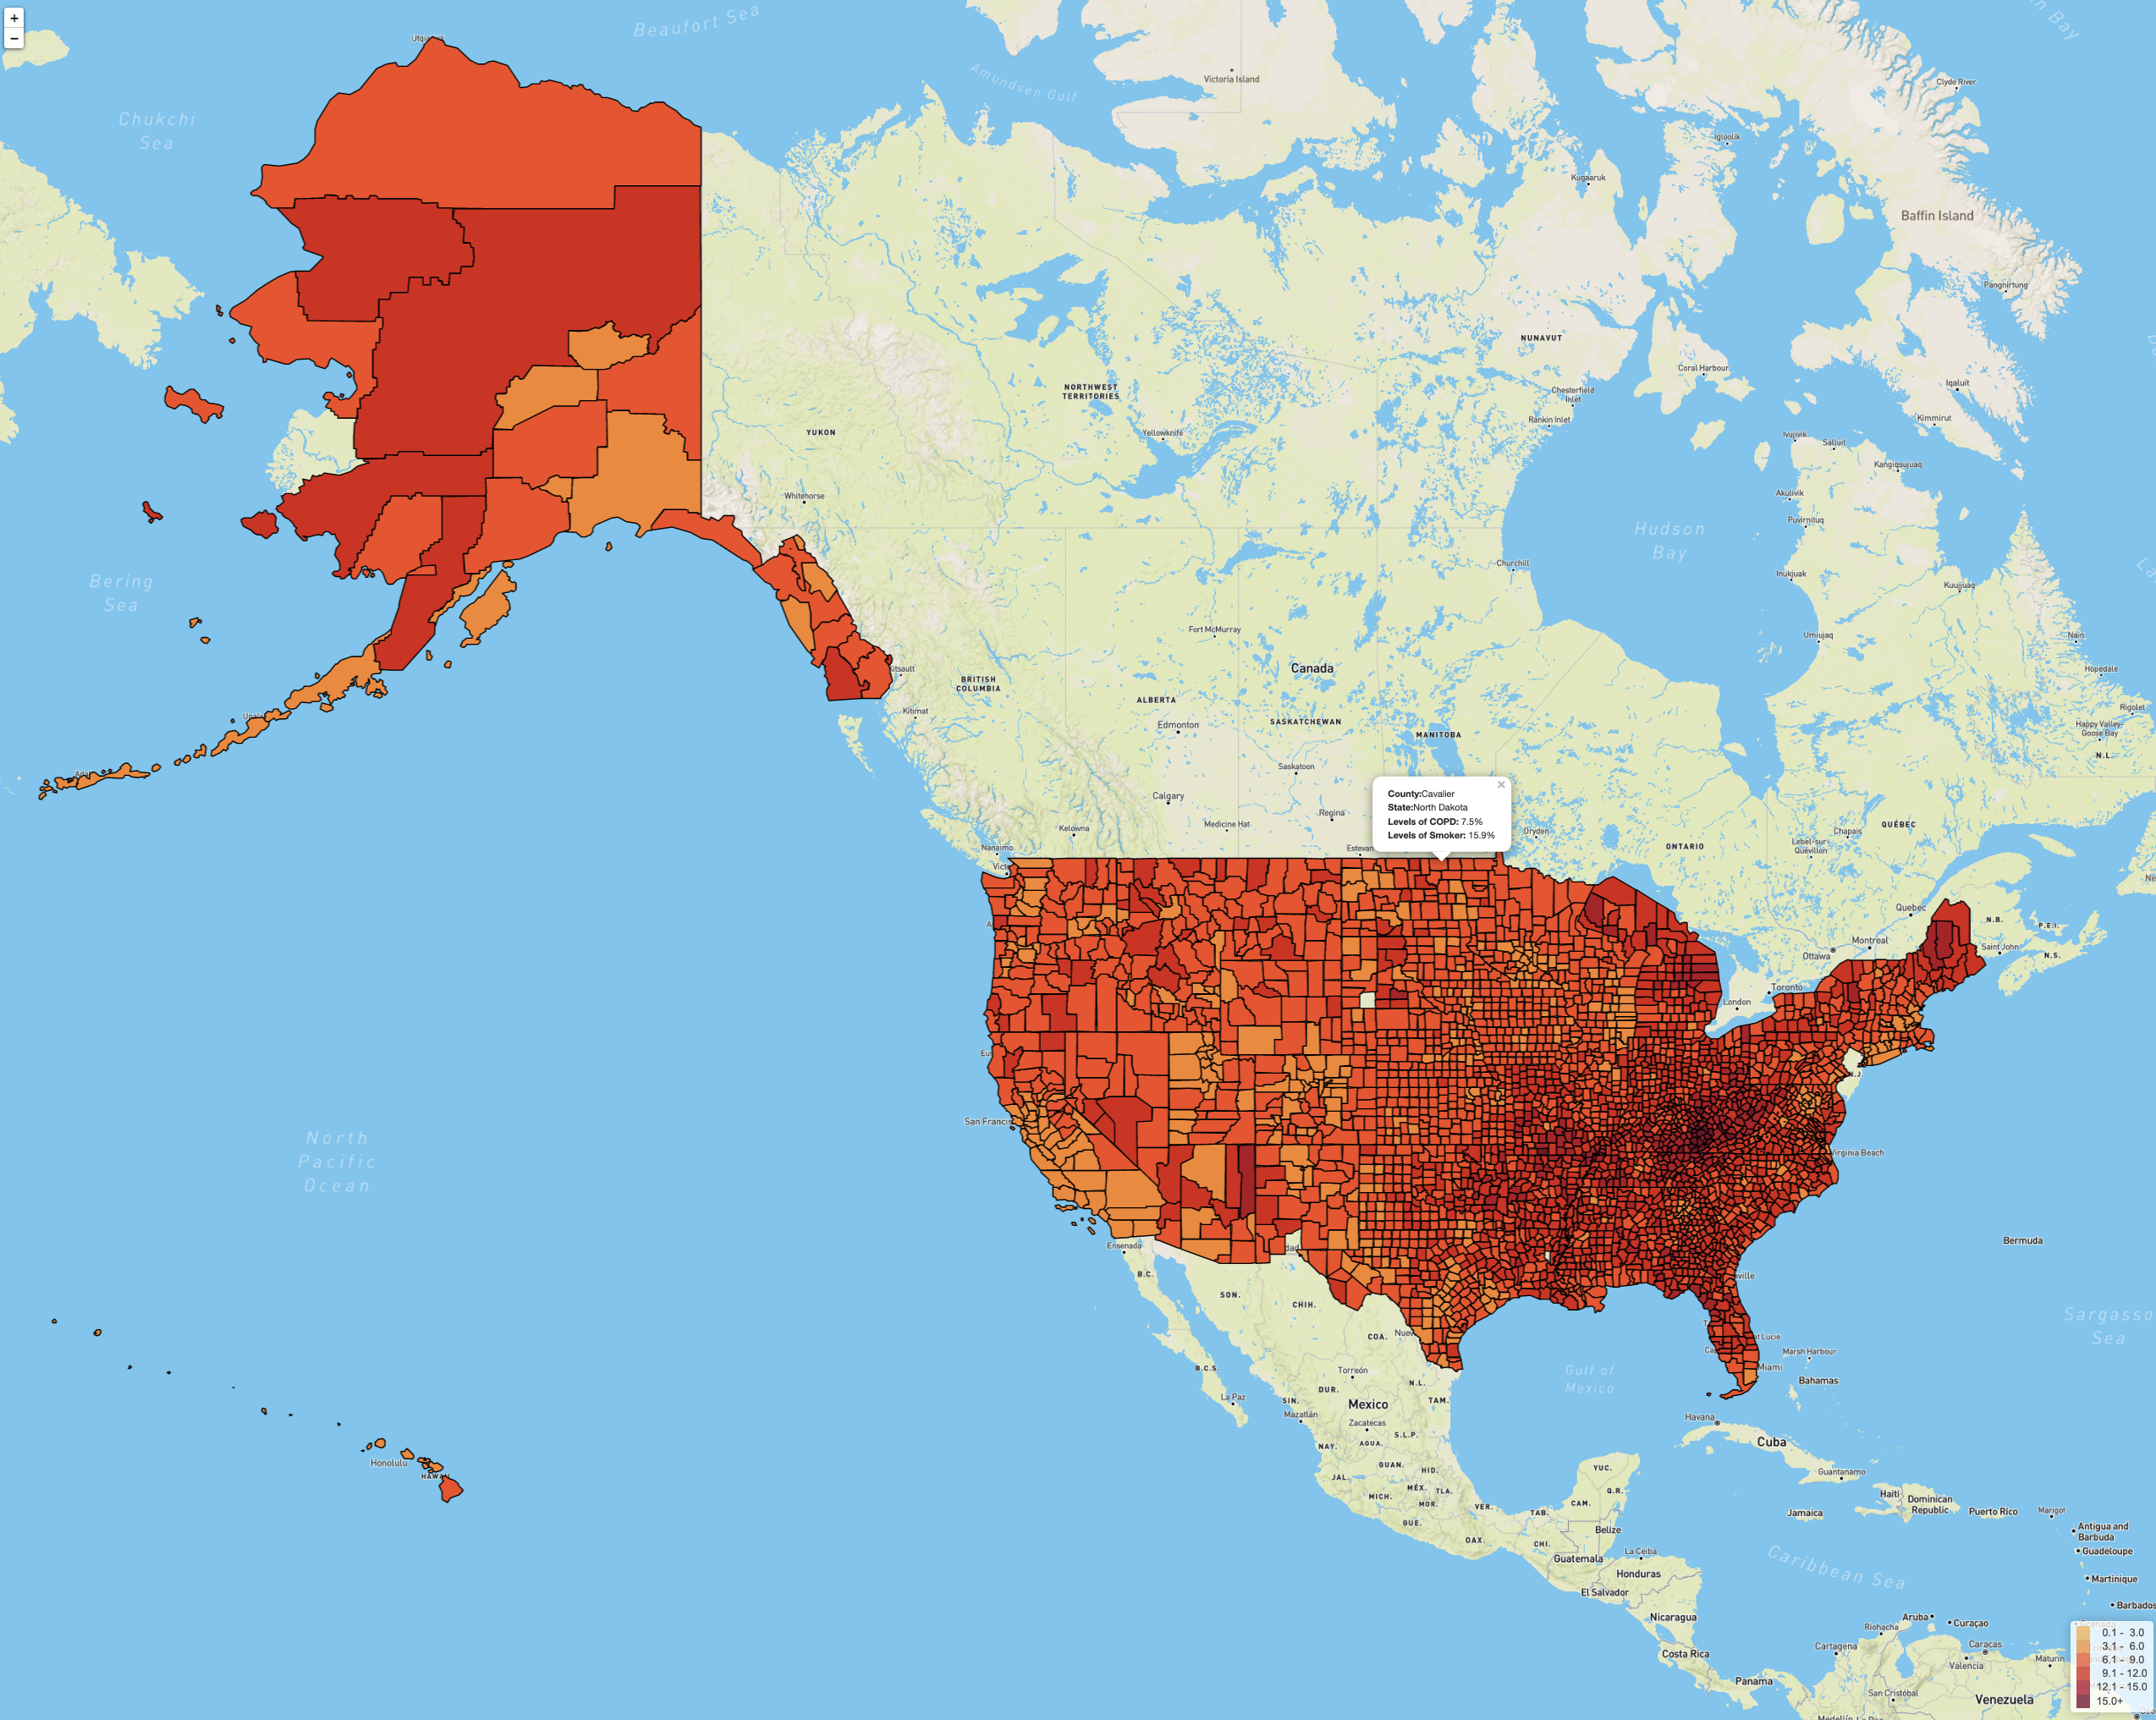 +
−
Beaufort Sea
Amundsen Gulf
Victoria Island
Clyde River
Igloolik
Chukchi
Sea
Kugaaruk
Baffin Island
Pangnirtung
NUNAVUT
Coral Harbour
Iqaluit
Kimmirut
NORTHWEST
TERRITORIES
Chesterfield
Inlet
Rankin Inlet
YUKON
Yellowknife
Ivujivik
Salluit
Kangiqsujuaq
Whitehorse
Akulivik
Puvirnituq
Hudson
Bay
Churchill
Inukjuak
Kuujjuaq
Bering
Sea
Fort McMurray
Umiujaq
Nain
Hopedale
Canada
BRITISH
COLUMBIA
ALBERTA
Kitimat
Edmonton
SASKATCHEWAN
MANITOBA
Rigolet
Happy Valley-
Goose Bay
N.L.
Saskatoon
Calgary
County:Cavalier
State:North Dakota
Levels of COPD: 7.5%
Levels of Smoker: 15.9%
×
Medicine Hat
Regina
Kelowna
Dryden
Chapais
QUÉBEC
Lebel-sur-
Quévillon
ONTARIO
Nanaimo
Quebec
N.B.
P.E.I.
Montreal
Saint John
Ottawa
N.S.
Toronto
London
North
Pacific
Ocean
Virginia Beach
Bermuda
Ensenada
B.C.
SON.
CHIH.
COA.
Sargasso
Sea
B.C.S.
Torreón
Gulf of
Mexico
Marsh Harbour
Miami
Bahamas
La Paz
DUR.
N.L.
SIN.
TAM.
Mazatlán
Mexico
Havana
Zacatecas
S.L.P.
Cuba
NAY.
AGUA.
Honolulu
GUAN.
HID.
YUC.
Guantanamo
JAL.
MÉX.
TLA.
Q.R.
Haiti
Dominican
Republic
Puerto Rico
Marigot
MICH.
MOR.
VER.
TAB.
CAM.
Jamaica
GUE.
Belize
Antigua and
Barbuda
OAX.
CHI.
Guatemala
La Ceiba
Guadeloupe
Honduras
Caribbean Sea
Martinique
El Salvador
Barbados
Nicaragua
Aruba
Curaçao
Riohacha
Cartagena
Caracas
Costa Rica
Valencia
Maturin
Panama
San Cristóbal
Venezuela
0.1 - 3.0
3.1 - 6.0
6.1 - 9.0
9.1 - 12.0
12.1 - 15.0
15.0+